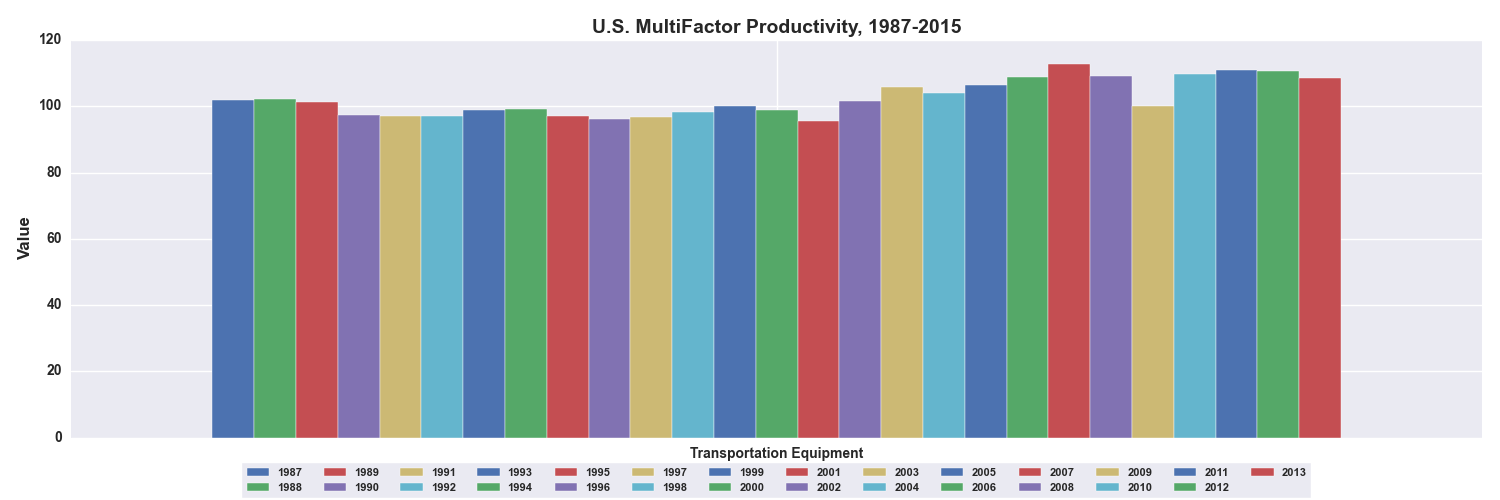 U.S. MultiFactor Productivity, 1987-2015
120
100
80
60
40
20
0
Value
Transportation Equipment
1987 1989 1991 1993 1995 1997 1999 2001 2003 2005 2007 2009 2011 2013
1988 1990 1992 1994 1996 1998 2000 2002 2004 2006 2008 2010 2012